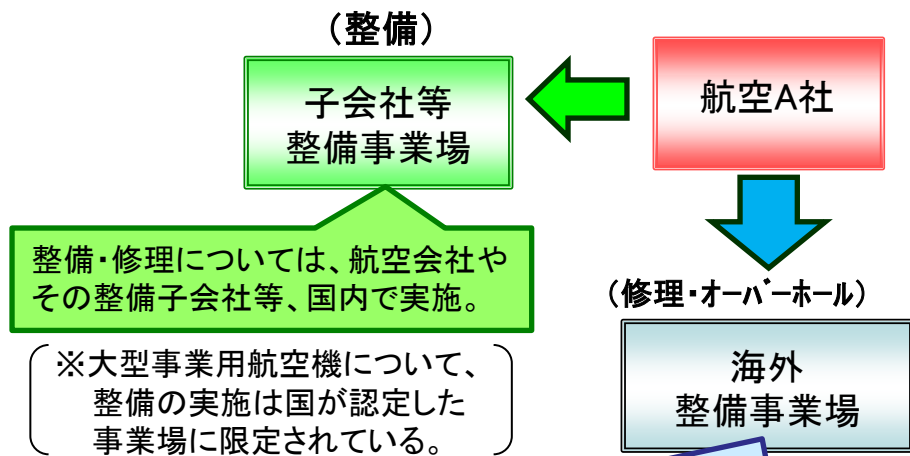 （整備）
子会社等
整備事業場
航空A社
整備・修理については、航空会社や
その整備子会社等、国内で実施。
※大型事業用航空機について、
整備の実施は国が認定した
事業場に限定されている。
（修理・オーバーホール）
海外
整備事業場